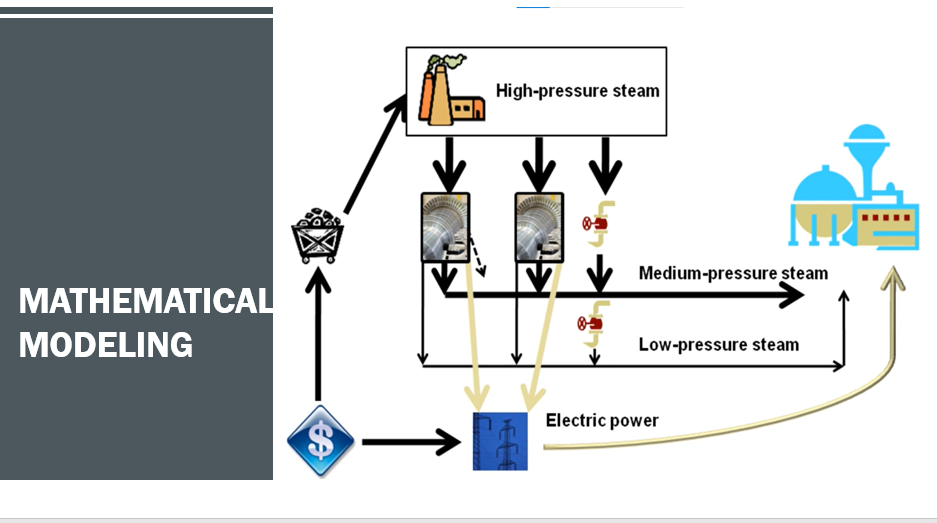 MATHEMATICAL
MODELING
High-pressure steam
Medium-pressure steam
Low-pressure steam
Electric power
$